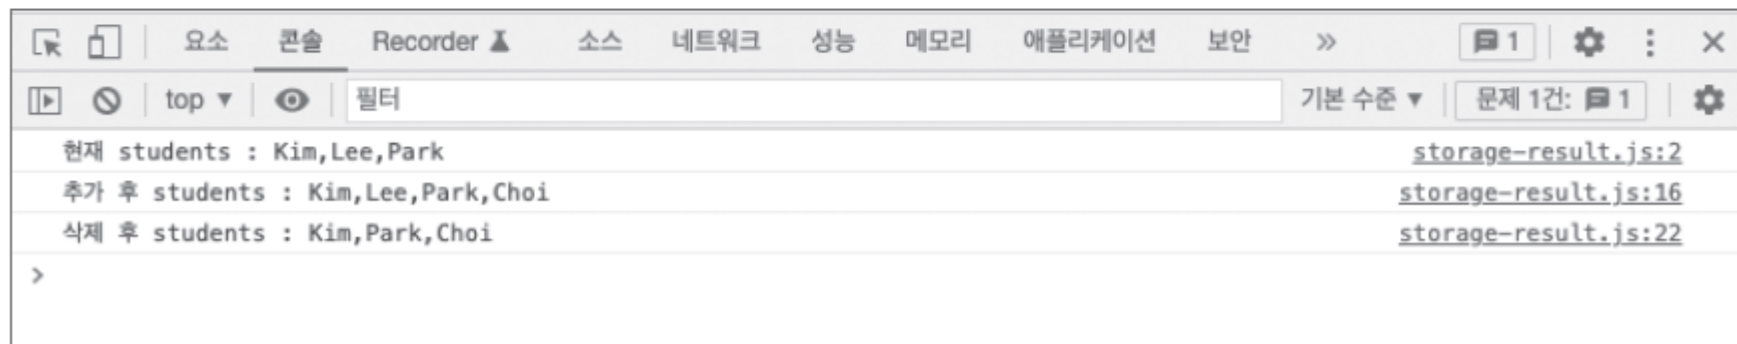 요소 콘솔 Recorder 소스 네트워크 성능 메모리 애플리케이션 보안 » 1
top ▼ 필터 기본 수준 ▼ 문제 1건: 1
현재 students : Kim,Lee,Park storage-result.js:2
추가 후 students : Kim,Lee,Park,Choi storage-result.js:16
삭제 후 students : Kim,Park,Choi storage-result.js:22
>